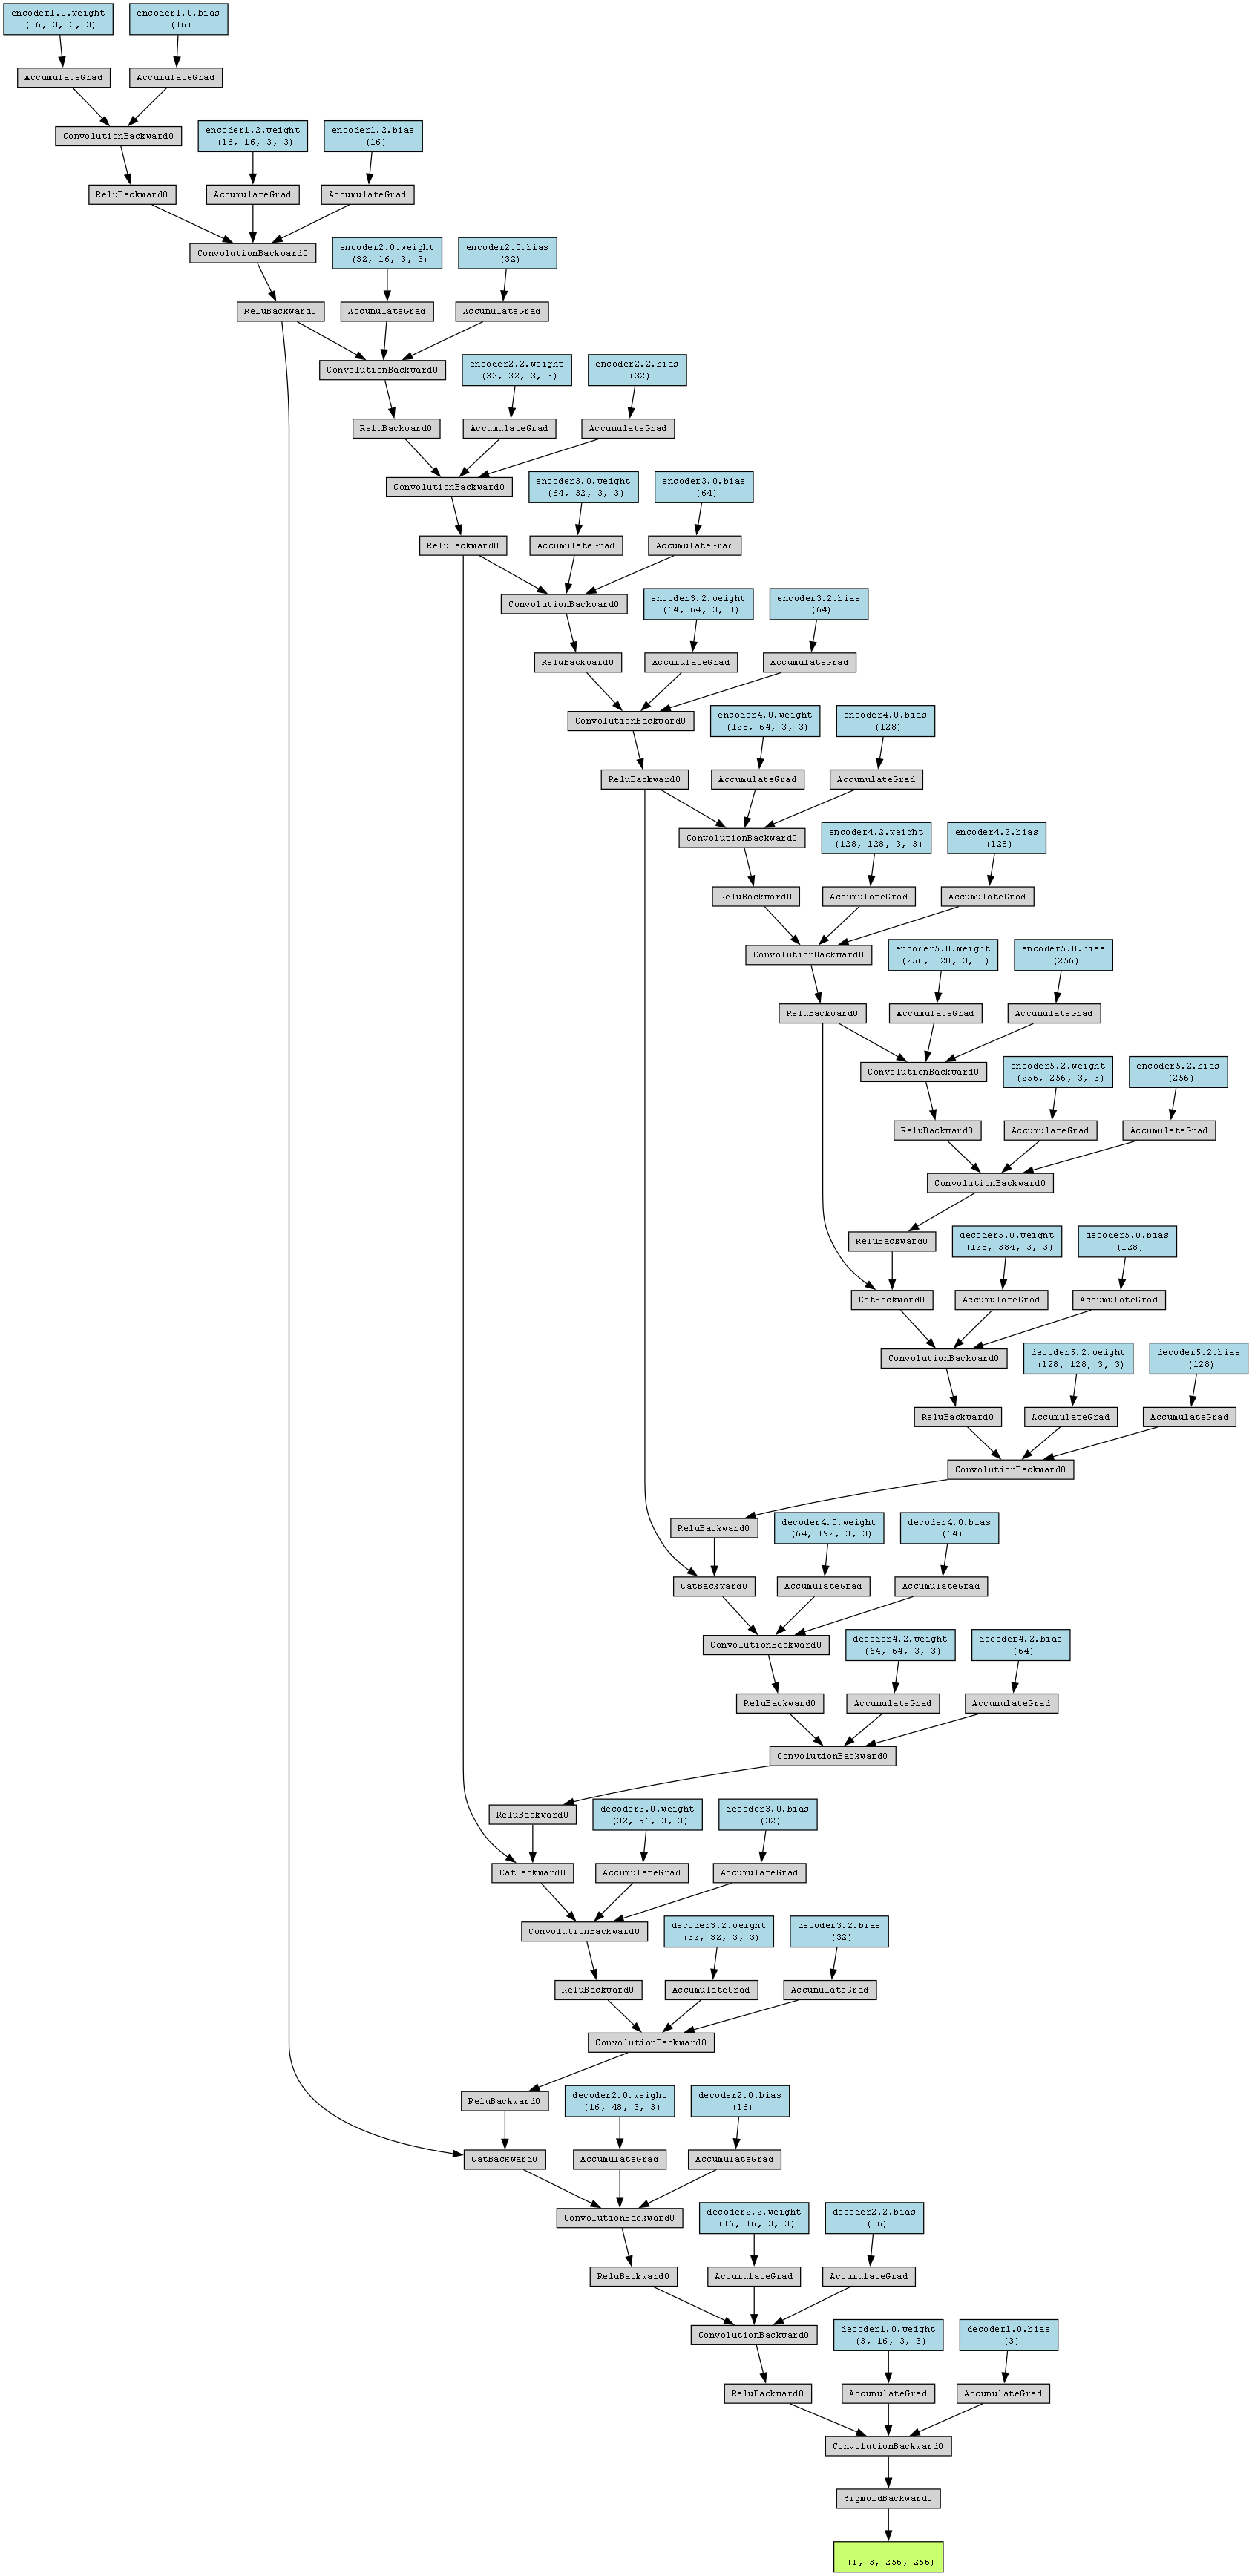 encoder1.0.weight
(16, 3, 3, 3)
encoder1.0.bias
(16)
AccumulateGrad
AccumulateGrad
ConvolutionBackward0
encoder1.2.weight
(16, 16, 3, 3)
encoder1.2.bias
(16)
ReluBackward0
AccumulateGrad
AccumulateGrad
ConvolutionBackward0
encoder2.0.weight
(32, 16, 3, 3)
encoder2.0.bias
(32)
ReluBackward0
AccumulateGrad
AccumulateGrad
ConvolutionBackward0
encoder2.2.weight
(32, 32, 3, 3)
encoder2.2.bias
(32)
ReluBackward0
AccumulateGrad
AccumulateGrad
ConvolutionBackward0
encoder3.0.weight
(64, 32, 3, 3)
encoder3.0.bias
(64)
ReluBackward0
AccumulateGrad
AccumulateGrad
ConvolutionBackward0
encoder3.2.weight
(64, 64, 3, 3)
encoder3.2.bias
(64)
ReluBackward0
AccumulateGrad
AccumulateGrad
ConvolutionBackward0
encoder4.0.weight
(128, 64, 3, 3)
encoder4.0.bias
(128)
ReluBackward0
AccumulateGrad
AccumulateGrad
ConvolutionBackward0
encoder4.2.weight
(128, 128, 3, 3)
encoder4.2.bias
(128)
ReluBackward0
AccumulateGrad
AccumulateGrad
ConvolutionBackward0
encoder5.0.weight
(256, 128, 3, 3)
encoder5.0.bias
(256)
ReluBackward0
AccumulateGrad
AccumulateGrad
ConvolutionBackward0
encoder5.2.weight
(256, 256, 3, 3)
encoder5.2.bias
(256)
ReluBackward0
AccumulateGrad
AccumulateGrad
ConvolutionBackward0
ReluBackward0
decoder5.0.weight
(128, 384, 3, 3)
decoder5.0.bias
(128)
CatBackward0
AccumulateGrad
AccumulateGrad
ConvolutionBackward0
decoder5.2.weight
(128, 128, 3, 3)
decoder5.2.bias
(128)
ReluBackward0
AccumulateGrad
AccumulateGrad
ConvolutionBackward0
ReluBackward0
decoder4.0.weight
(64, 192, 3, 3)
decoder4.0.bias
(64)
CatBackward0
AccumulateGrad
AccumulateGrad
ConvolutionBackward0
decoder4.2.weight
(64, 64, 3, 3)
decoder4.2.bias
(64)
ReluBackward0
AccumulateGrad
AccumulateGrad
ConvolutionBackward0
ReluBackward0
decoder3.0.weight
(32, 96, 3, 3)
decoder3.0.bias
(32)
CatBackward0
AccumulateGrad
AccumulateGrad
ConvolutionBackward0
decoder3.2.weight
(32, 32, 3, 3)
decoder3.2.bias
(32)
ReluBackward0
AccumulateGrad
AccumulateGrad
ConvolutionBackward0
ReluBackward0
decoder2.0.weight
(16, 48, 3, 3)
decoder2.0.bias
(16)
CatBackward0
AccumulateGrad
AccumulateGrad
ConvolutionBackward0
decoder2.2.weight
(16, 16, 3, 3)
decoder2.2.bias
(16)
ReluBackward0
AccumulateGrad
AccumulateGrad
ConvolutionBackward0
decoder1.0.weight
(3, 16, 3, 3)
decoder1.0.bias
(3)
ReluBackward0
AccumulateGrad
AccumulateGrad
ConvolutionBackward0
SigmoidBackward0
(1, 3, 256, 256)